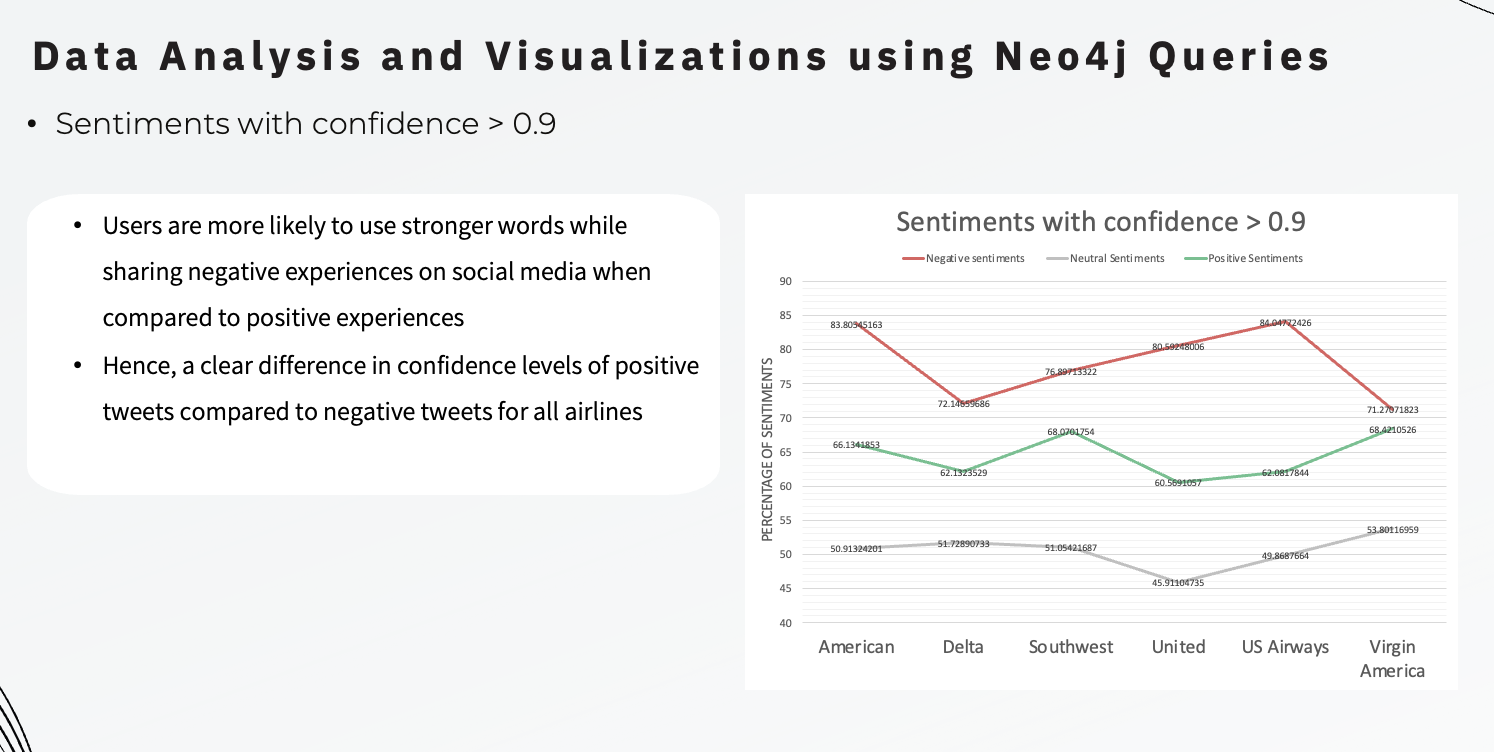 Data Analysis and Visualizations using Neo4j Queries
• Sentiments with confidence > 0.9
• Users are more likely to use stronger words while
sharing negative experiences on social media when
compared to positive experiences
• Hence, a clear difference in confidence levels of positive
tweets compared to negative tweets for all airlines
Sentiments with confidence > 0.9
Negative sentiments Neutral Sentiments Positive Sentiments
PERCENTAGE OF SENTIMENTS
90
85
80
75
70
65
60
55
50
45
40
83.80345163
72.14659686
76.89713322
80.59248006
84.04772426
71.27071823
66.1341853
62.1323529
68.0701754
60.5691057
62.0817844
68.4210526
50.91324201
51.72890733
51.05421687
45.91104735
49.8687664
53.80116959
American Delta Southwest United US Airways Virgin
America